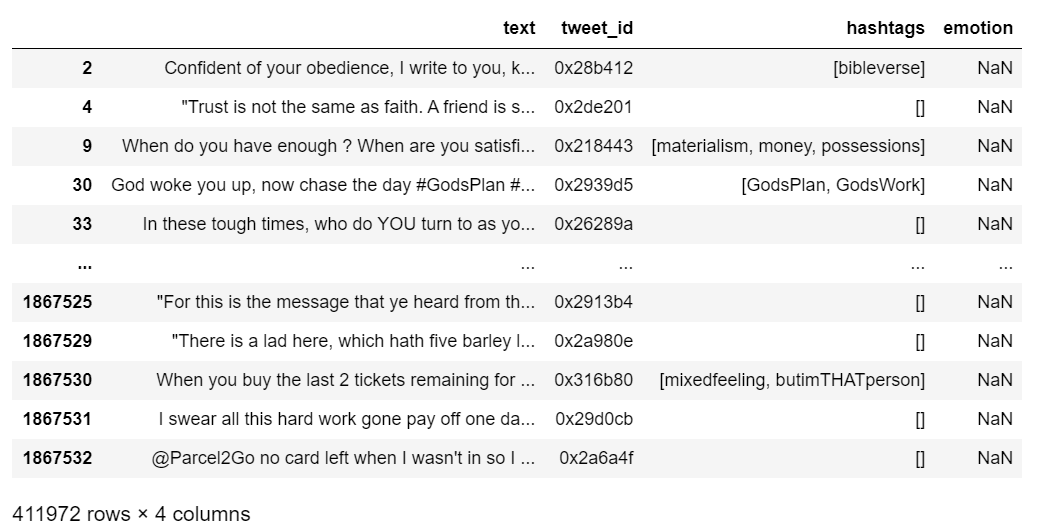 text tweet_id hashtags emotion
2 Confident of your obedience, I write to you, k... 0x28b412 [bibleverse] NaN
4 "Trust is not the same as faith. A friend is s... 0x2de201 [] NaN
9 When do you have enough ? When are you satisfi... 0x218443 [materialism, money, possessions] NaN
30 God woke you up, now chase the day #GodsPlan #... 0x2939d5 [GodsPlan, GodsWork] NaN
33 In these tough times, who do YOU turn to as yo... 0x26289a [] NaN
... ... ... ... ...
1867525 "For this is the message that ye heard from th... 0x2913b4 [] NaN
1867529 "There is a lad here, which hath five barley l... 0x2a980e [] NaN
1867530 When you buy the last 2 tickets remaining for ... 0x316b80 [mixedfeeling, butimTHATperson] NaN
1867531 I swear all this hard work gone pay off one da... 0x29d0cb [] NaN
1867532 @Parcel2Go no card left when I wasn't in so I ... 0x2a6a4f [] NaN
411972 rows × 4 columns